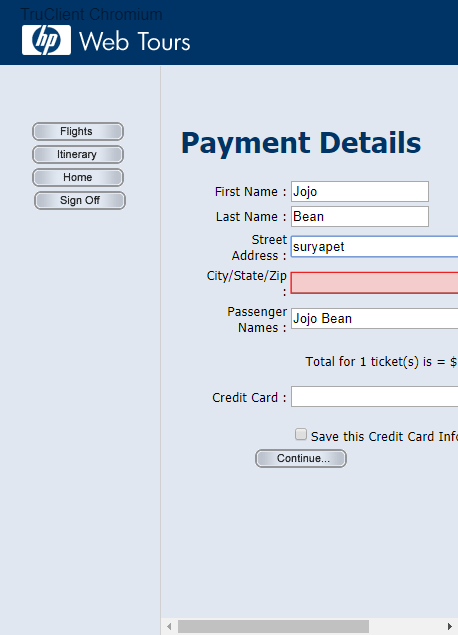 TruClient Chromium
hp Web Tours
Flights
Itinerary
Home
Sign Off
Payment Details
First Name : Jojo
Last Name : Bean
Street
Address : suryapet
City/State/Zip
:
Passenger
Names : Jojo Bean
Total for 1 ticket(s) is = $
Credit Card :
Save this Credit Card Info
Continue...